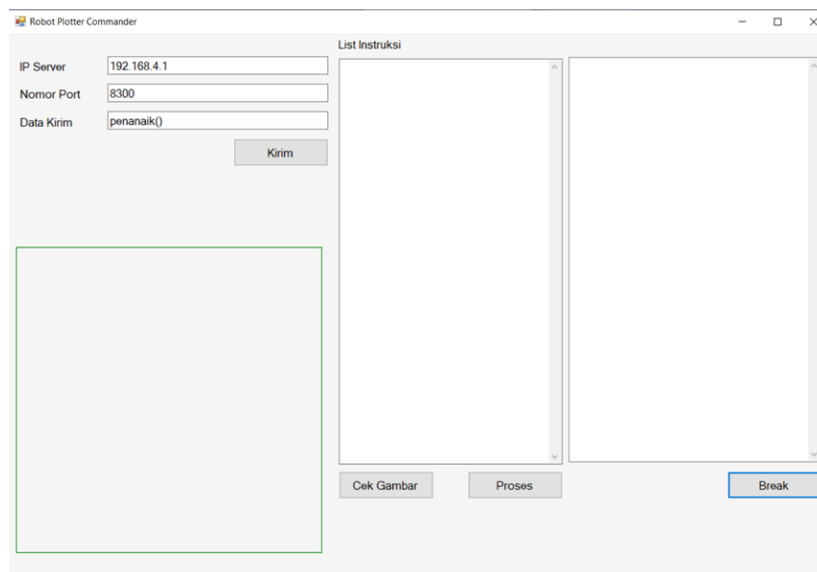 Robot Plotter Commander
List Instruksi
IP Server 192.168.4.1
Nomor Port 8300
Data Kirim penanaik()
Kirim
Cek Gambar Proses Break